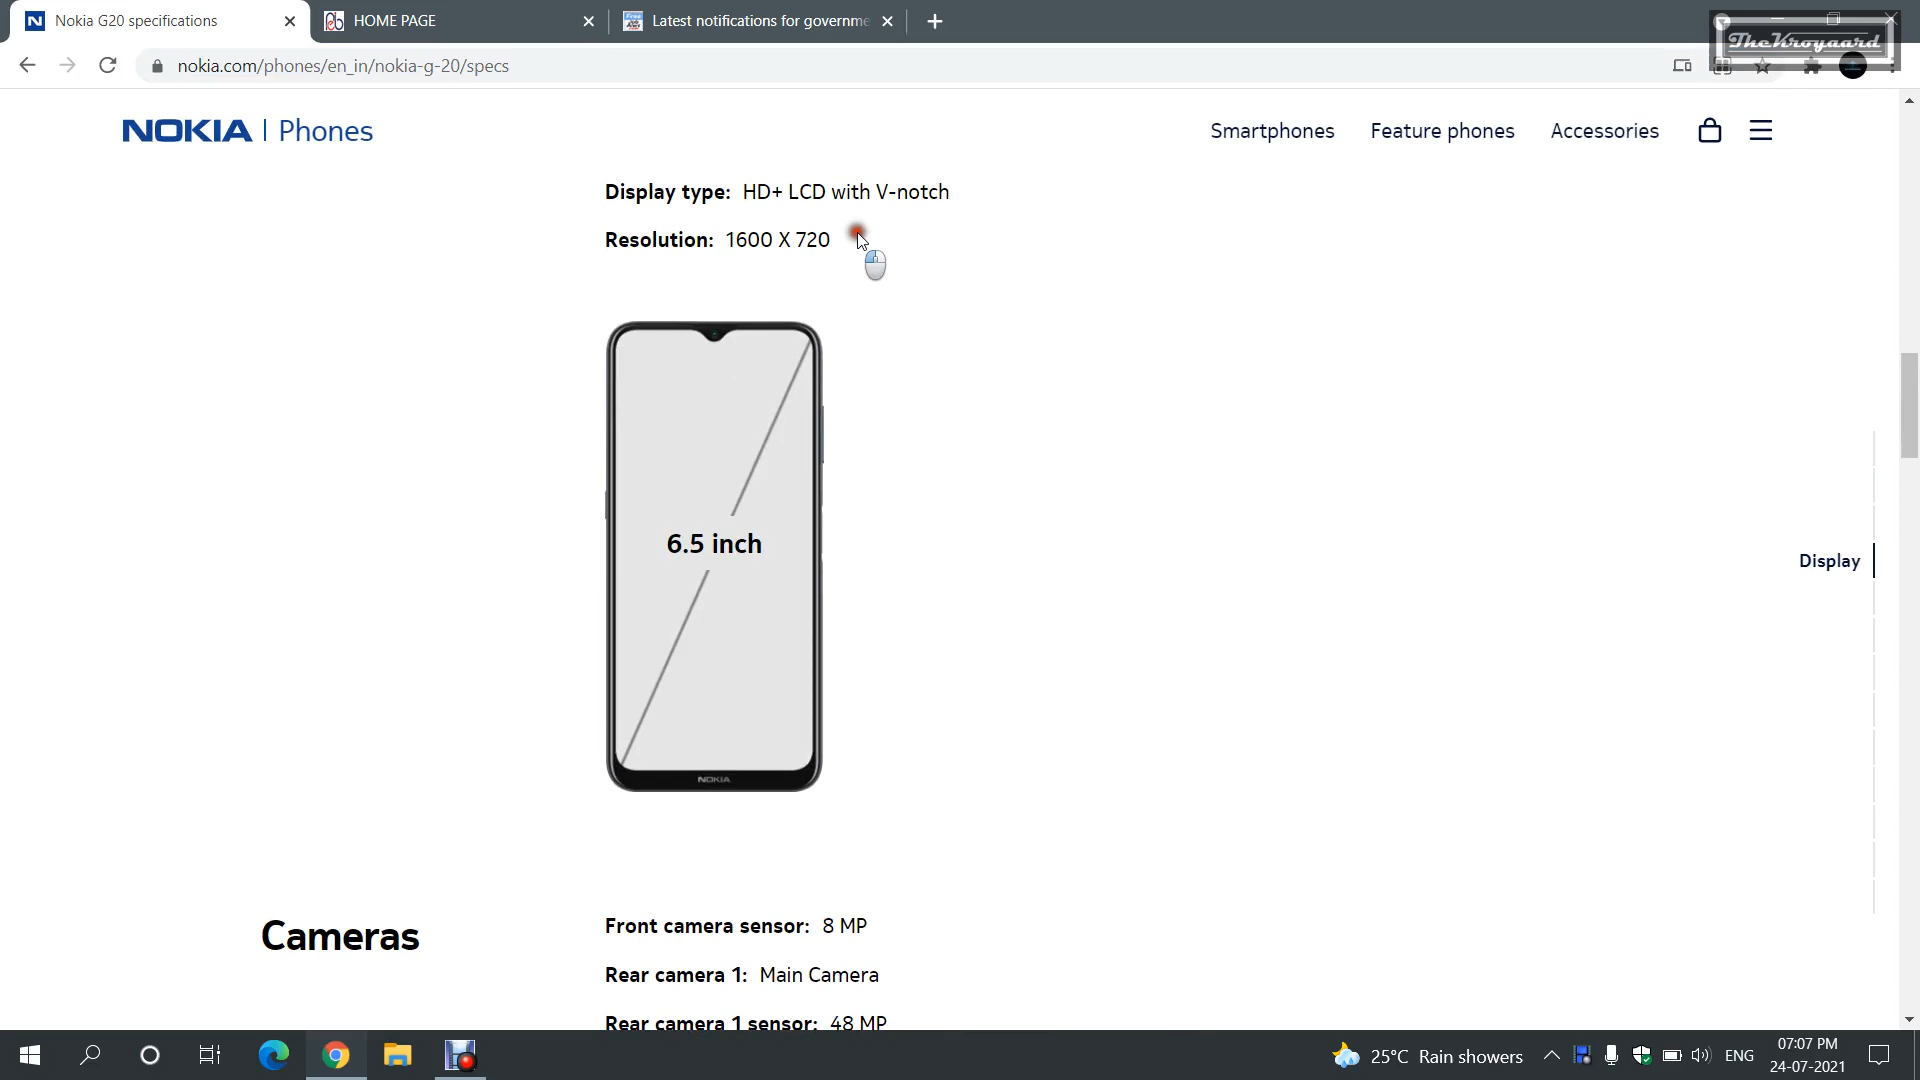 Nokia G20 specifications
HOME PAGE
Latest notifications for governme
TheKroyaard
nokia.com/phones/en_in/nokia-g-20/specs
NOKIA | Phones
Smartphones
Feature phones
Accessories
Display type: HD+ LCD with V-notch
Resolution: 1600 X 720
6.5 inch
NOKIA
Display
Cameras
Front camera sensor: 8 MP
Rear camera 1: Main Camera
Rear camera 1 sensor: 48 MP
25°C Rain showers
ENG
07:07 PM
24-07-2021